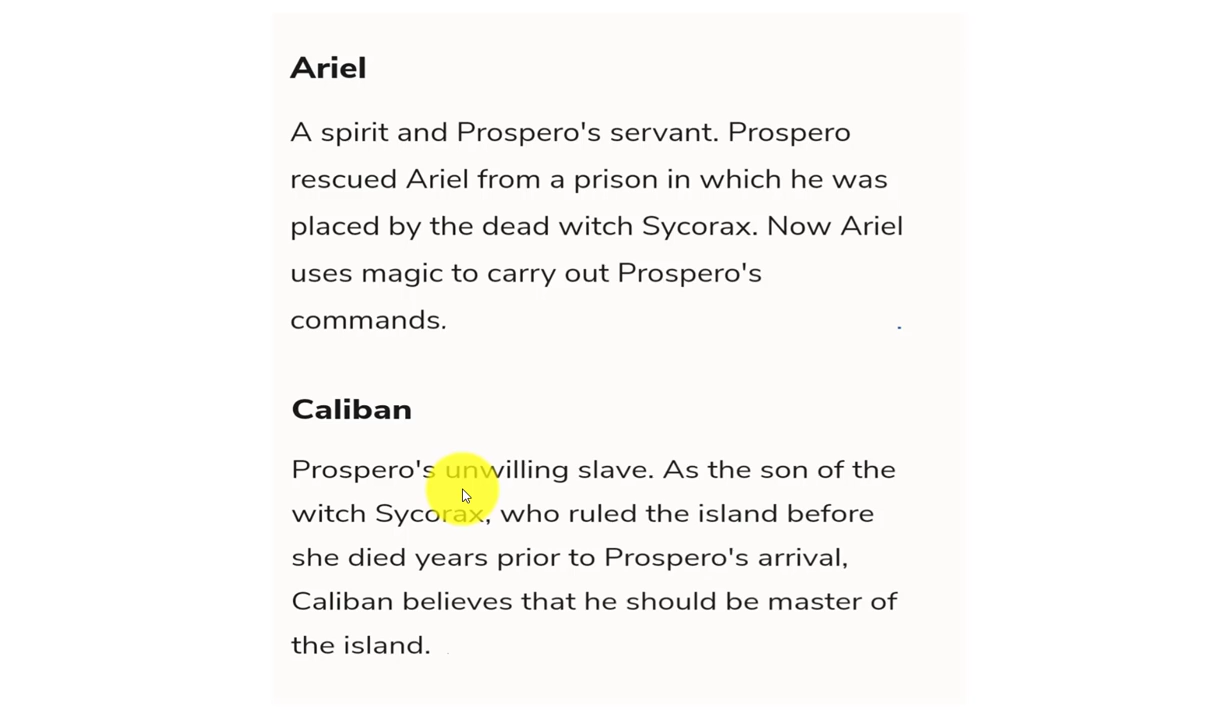 Ariel
A spirit and Prospero's servant. Prospero
rescued Ariel from a prison in which he was
placed by the dead witch Sycorax. Now Ariel
uses magic to carry out Prospero's
commands.
Caliban
Prospero's unwilling slave. As the son of the
witch Sycorax, who ruled the island before
she died years prior to Prospero's arrival,
Caliban believes that he should be master of
the island.